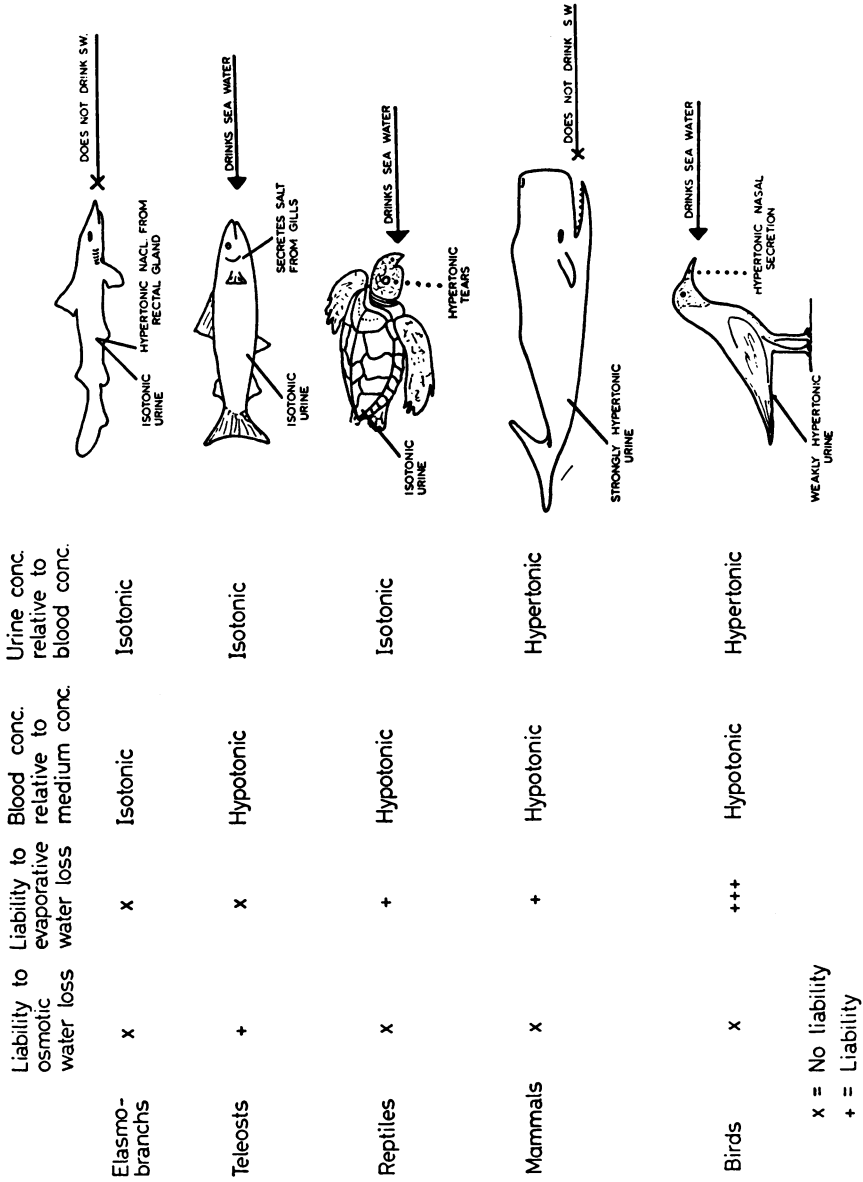 Liability to
osmotic
water loss
Liability to
evaporative
water loss
Blood conc.
relative to
medium conc.
Urine conc.
relative to
blood conc.
Elasmo-
branchs
x
x
Isotonic
Isotonic
ISOTONIC
URINE
HYPERTONIC NACL. FROM
RECTAL GLAND
DOES NOT DRINK S.W.
Teleosts
+
x
Hypotonic
Isotonic
ISOTONIC
URINE
SECRETES SALT
FROM GILLS
DRINKS SEA WATER
Reptiles
x
+
Hypotonic
Isotonic
ISOTONIC
URINE
HYPERTONIC
TEARS
DRINKS SEA WATER
Mammals
x
+
Hypotonic
Hypertonic
STRONGLY HYPERTONIC
URINE
DOES NOT DRINK S W
Birds
x
+++
Hypotonic
Hypertonic
WEAKLY HYPERTONIC
URINE
HYPERTONIC NASAL
SECRETION
DRINKS SEA WATER
x = No liability
+ = Liability